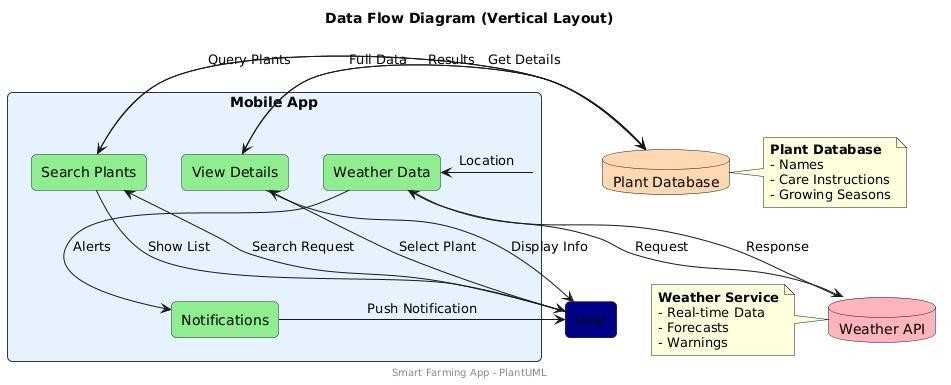 Data Flow Diagram (Vertical Layout)
Query Plants
Full Data
Results
Get Details
Mobile App
Search Plants
View Details
Weather Data
Location
Plant Database
Plant Database
- Names
- Care Instructions
- Growing Seasons
Alerts
Show List
Search Request
Select Plant
Display Info
Request
Response
Notifications
Push Notification
User
Weather Service
- Real-time Data
- Forecasts
- Warnings
Weather API
Smart Farming App - PlantUML